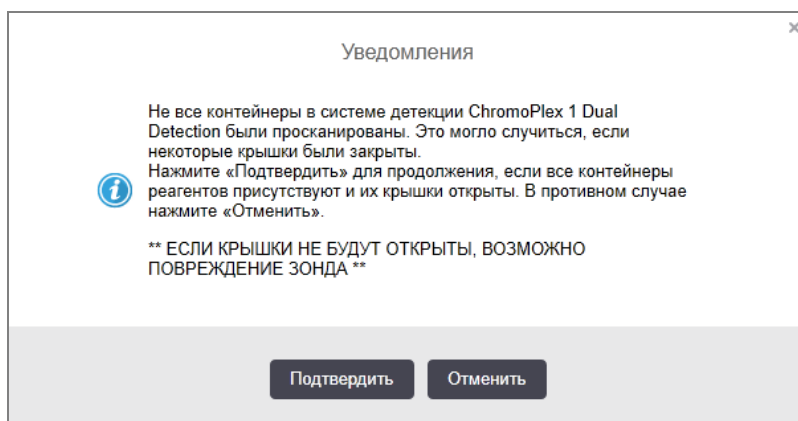 Уведомления
Не все контейнеры в системе детекции ChromoPlex 1 Dual
Detection были просканированы. Это могло случиться, если
некоторые крышки были закрыты.
Нажмите «Подтвердить» для продолжения, если все контейнеры
реагентов присутствуют и их крышки открыты. В противном случае
нажмите «Отменить».
** ЕСЛИ КРЫШКИ НЕ БУДУТ ОТКРЫТЫ, ВОЗМОЖНО
ПОВРЕЖДЕНИЕ ЗОНДА **
Подтвердить Отменить